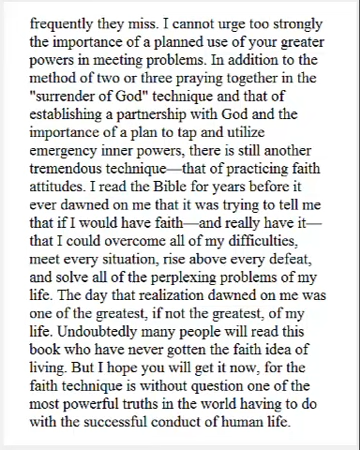 frequently they miss. I cannot urge too strongly
the importance of a planned use of your greater
powers in meeting problems. In addition to the
method of two or three praying together in the
"surrender of God" technique and that of
establishing a partnership with God and the
importance of a plan to tap and utilize
emergency inner powers, there is still another
tremendous technique—that of practicing faith
attitudes. I read the Bible for years before it
ever dawned on me that it was trying to tell me
that if I would have faith—and really have it—
that I could overcome all of my difficulties,
meet every situation, rise above every defeat,
and solve all of the perplexing problems of my
life. The day that realization dawned on me was
one of the greatest, if not the greatest, of my
life. Undoubtedly many people will read this
book who have never gotten the faith idea of
living. But I hope you will get it now, for the
faith technique is without question one of the
most powerful truths in the world having to do
with the successful conduct of human life.